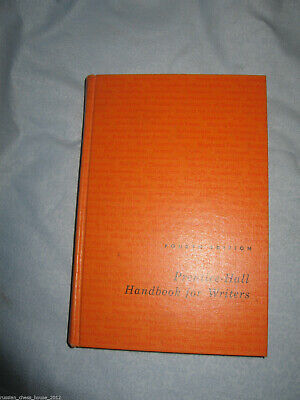 FOURTH EDITION
Prentice-Hall
Handbook for Writers
russian_chess_house_2012